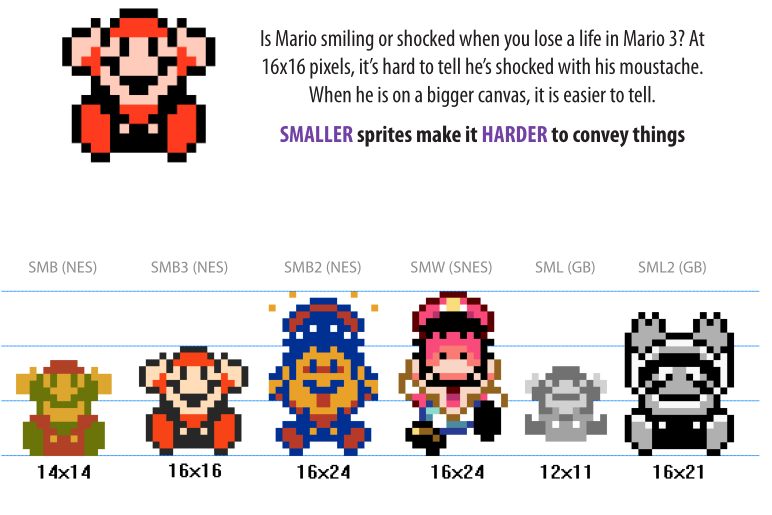 Is Mario smiling or shocked when you lose a life in Mario 3? At
16x16 pixels, it's hard to tell he's shocked with his moustache.
When he is on a bigger canvas, it is easier to tell.
SMALLER sprites make it HARDER to convey things
SMB (NES) SMB3 (NES) SMB2 (NES) SMW (SNES) SML (GB) SML2 (GB)
14x14 16x16 16x24 16x24 12x11 16x21